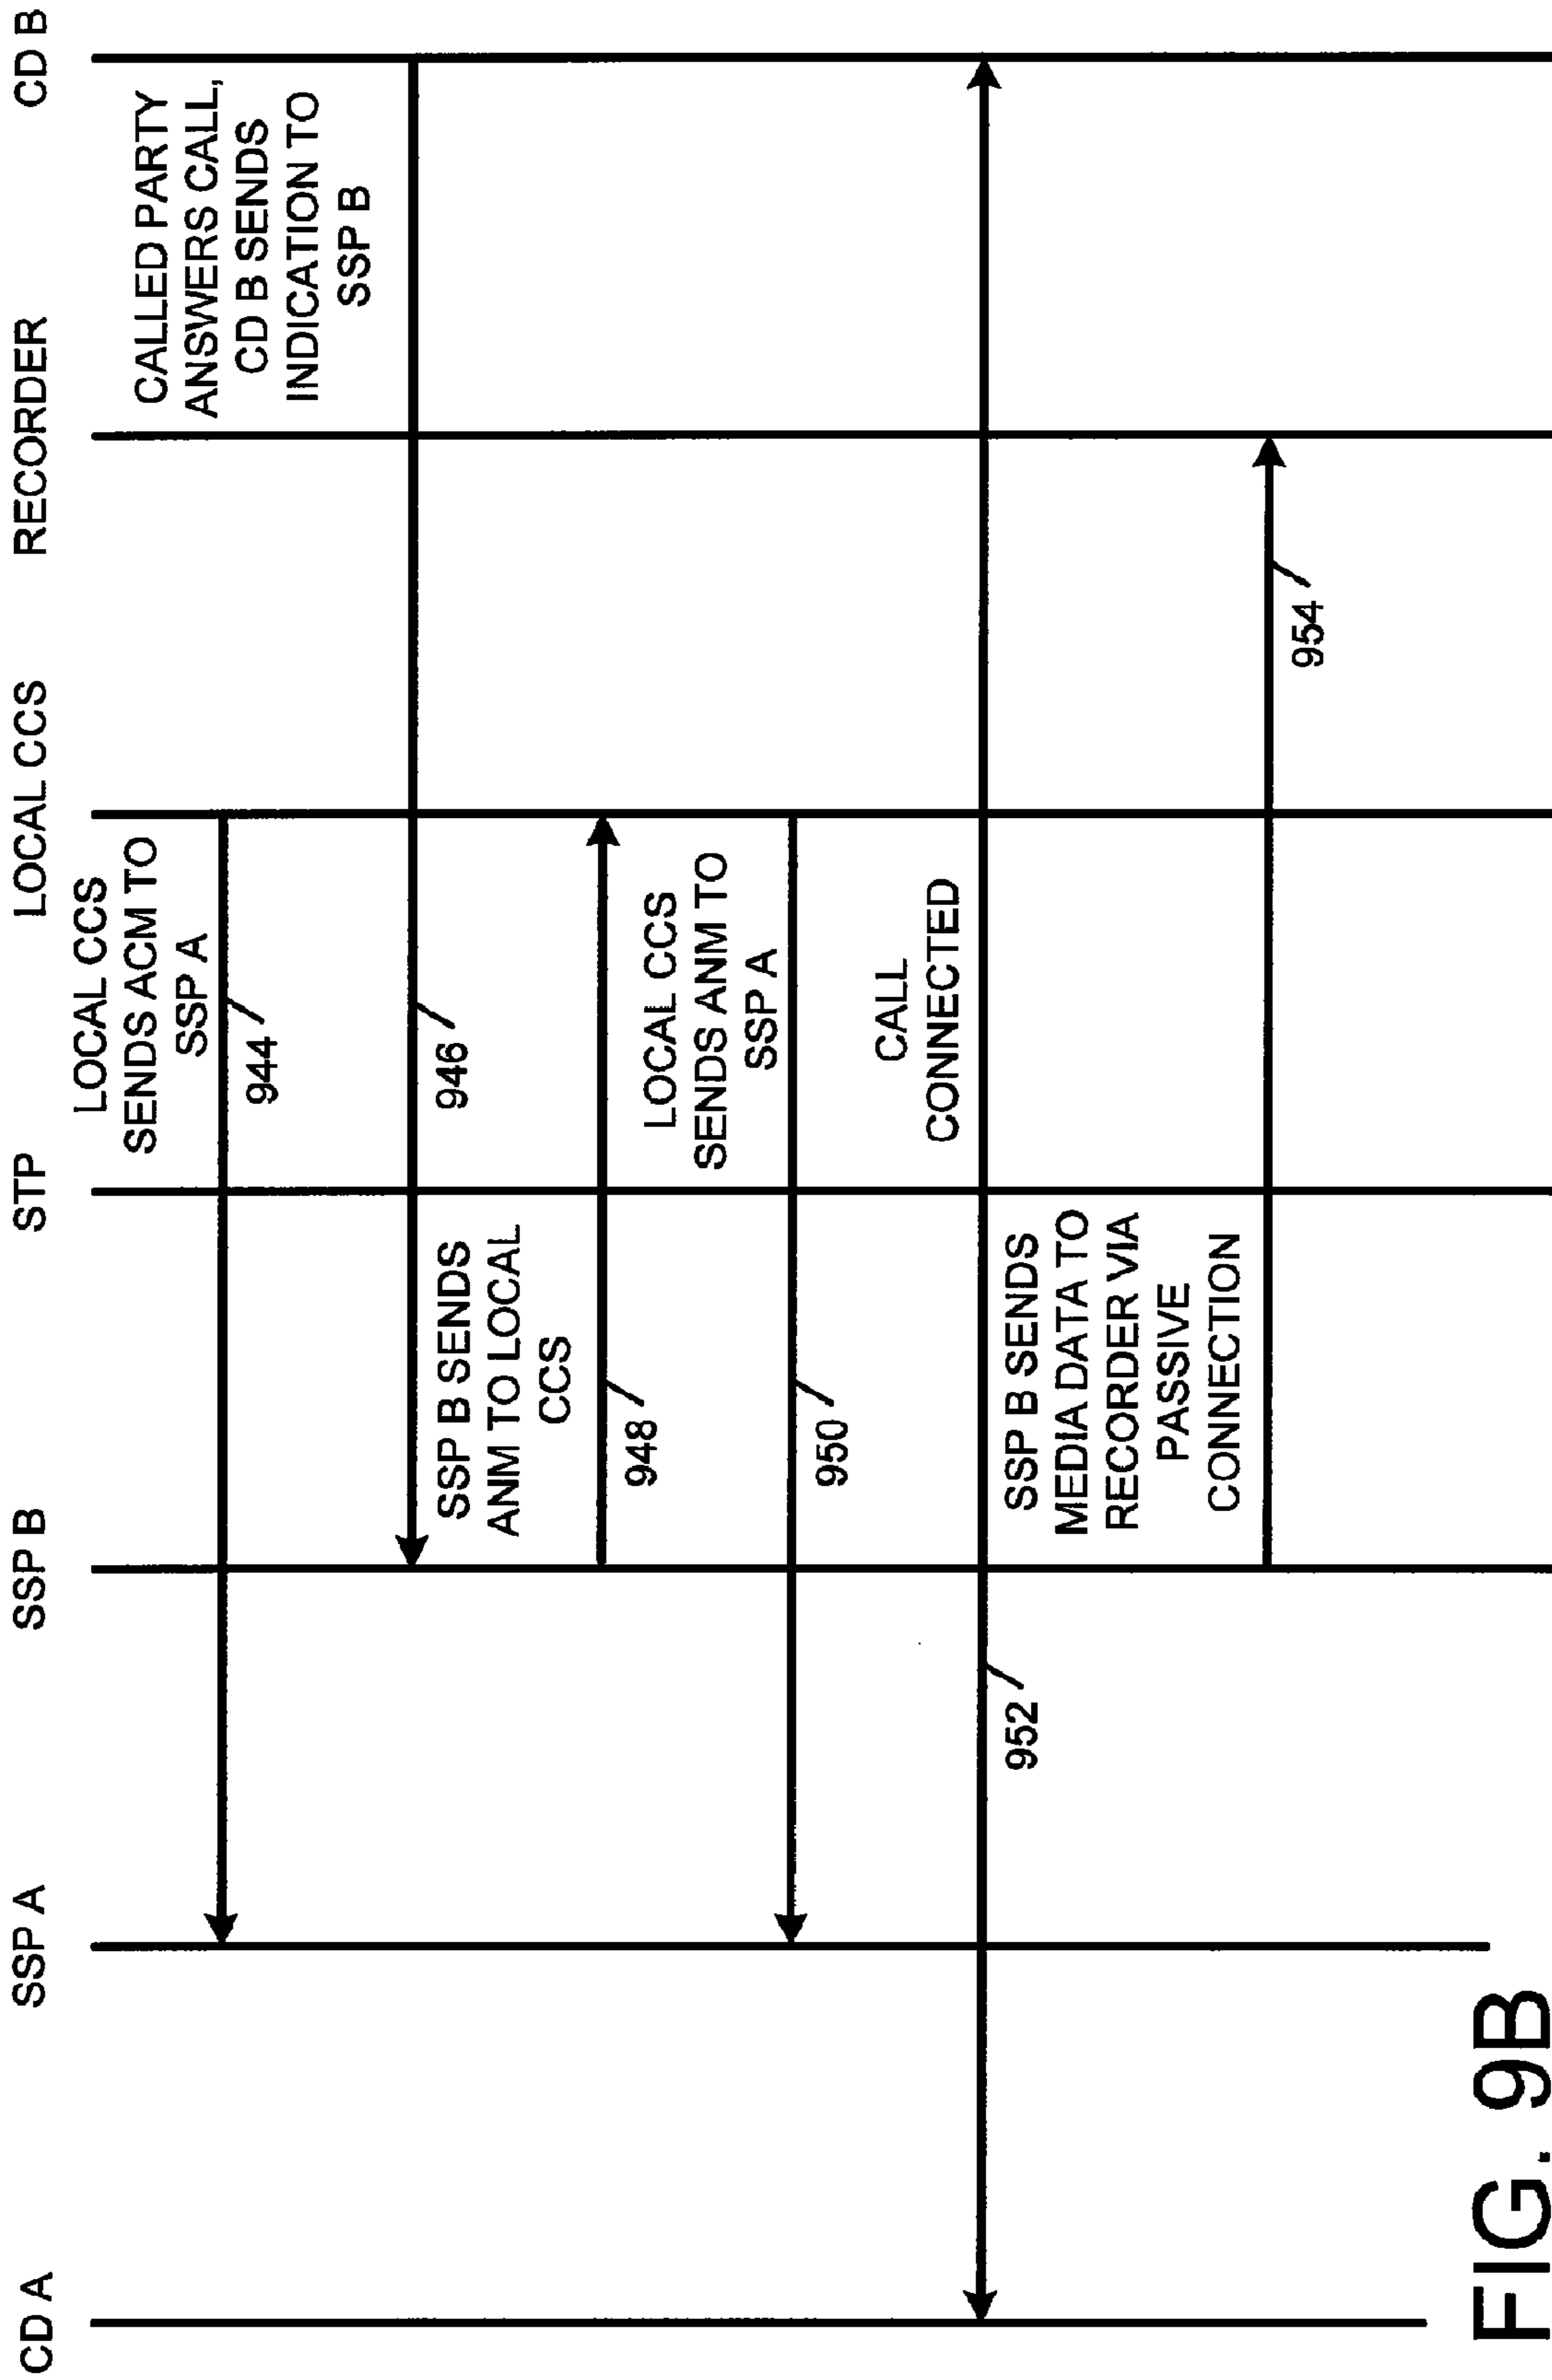 CD A
SSP A
SSP B
STP
LOCAL CCS
RECORDER
CD B
LOCAL CCS
SENDS ACM TO
SSP A
944
CALLED PARTY
ANSWERS CALL,
CD B SENDS
INDICATION TO
SSP B
946
SSP B SENDS
ANM TO LOCAL
CCS
948
LOCAL CCS
SENDS ANM TO
SSP A
950
CALL
CONNECTED
952
SSP B SENDS
MEDIA DATA TO
RECORDER VIA
PASSIVE
CONNECTION
954
FIG. 9B